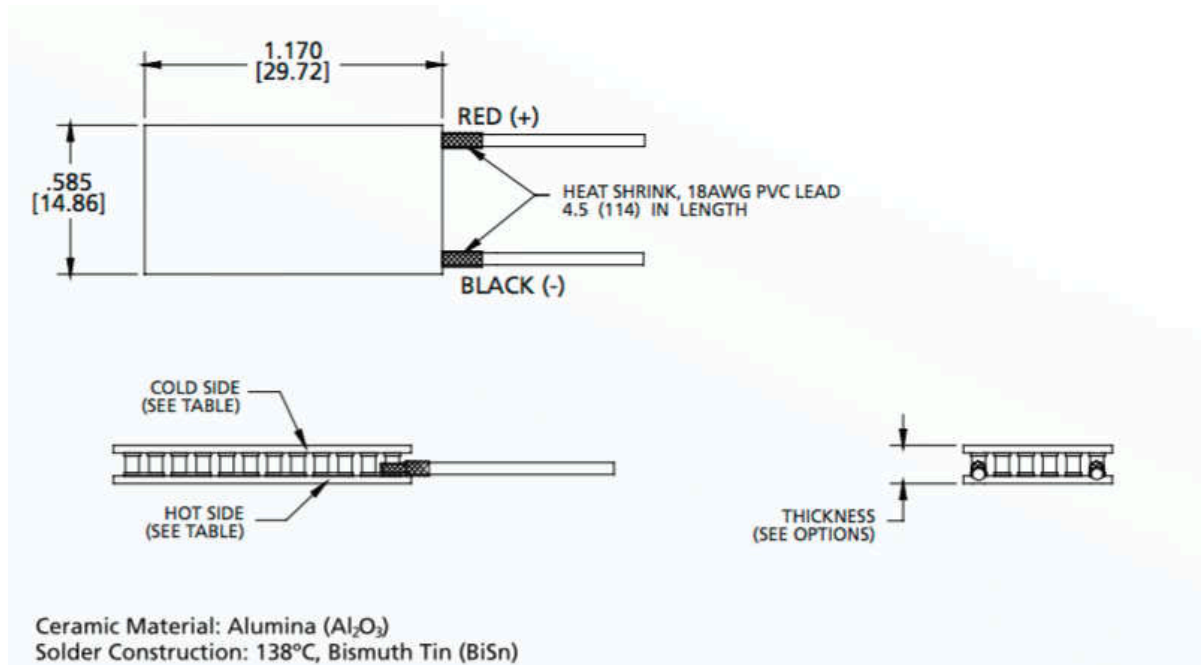 1.170
[29.72]
RED (+)
.585
[14.86]
HEAT SHRINK, 18AWG PVC LEAD
4.5 (114) IN LENGTH
BLACK (-)
COLD SIDE
(SEE TABLE)
HOT SIDE
(SEE TABLE)
THICKNESS
(SEE OPTIONS)
Ceramic Material: Alumina (Al₂O₃)
Solder Construction: 138°C, Bismuth Tin (BiSn)